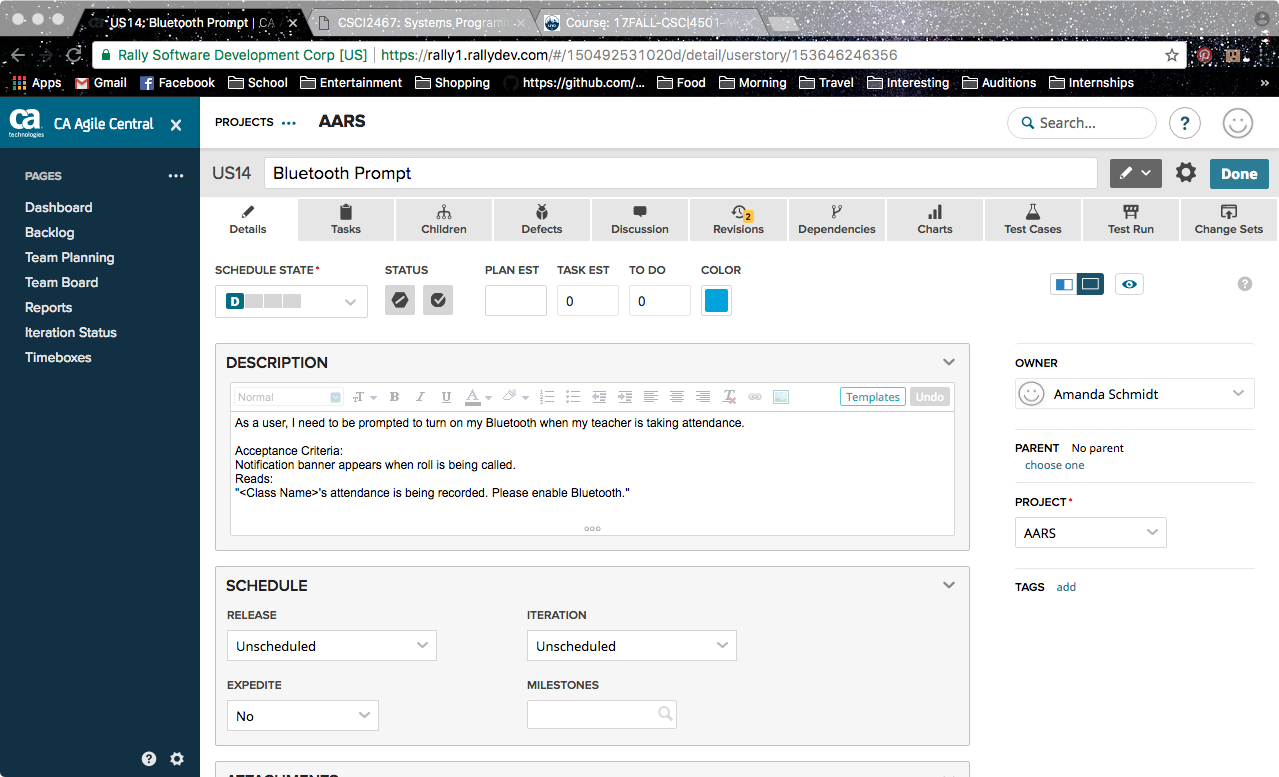 US14: Bluetooth Prompt | CA
CSCI2467: Systems Programm
Course: 17FALL-CSCI4501-
Rally Software Development Corp [US] | https://rally1.rallydev.com/#/150492531020d/detail/userstory/153646246356
Apps Gmail Facebook School Entertainment Shopping https://github.com/... Food Morning Travel Interesting Auditions Internships »
ca technologies CA Agile Central
PROJECTS ••• AARS
Search... ?
PAGES •••
Dashboard
Backlog
Team Planning
Team Board
Reports
Iteration Status
Timeboxes
US14 Bluetooth Prompt Done
Details Tasks Children Defects Discussion Revisions 2 Dependencies Charts Test Cases Test Run Change Sets
SCHEDULE STATE* STATUS PLAN EST TASK EST TO DO COLOR
D 0 0
DESCRIPTION
Normal Templates Undo
As a user, I need to be prompted to turn on my Bluetooth when my teacher is taking attendance.
Acceptance Criteria:
Notification banner appears when roll is being called.
Reads:
"<Class Name>'s attendance is being recorded. Please enable Bluetooth."
OWNER
Amanda Schmidt
PARENT No parent
choose one
PROJECT*
AARS
TAGS add
SCHEDULE
RELEASE ITERATION
Unscheduled Unscheduled
EXPEDITE MILESTONES
No
ATTACHMENTS